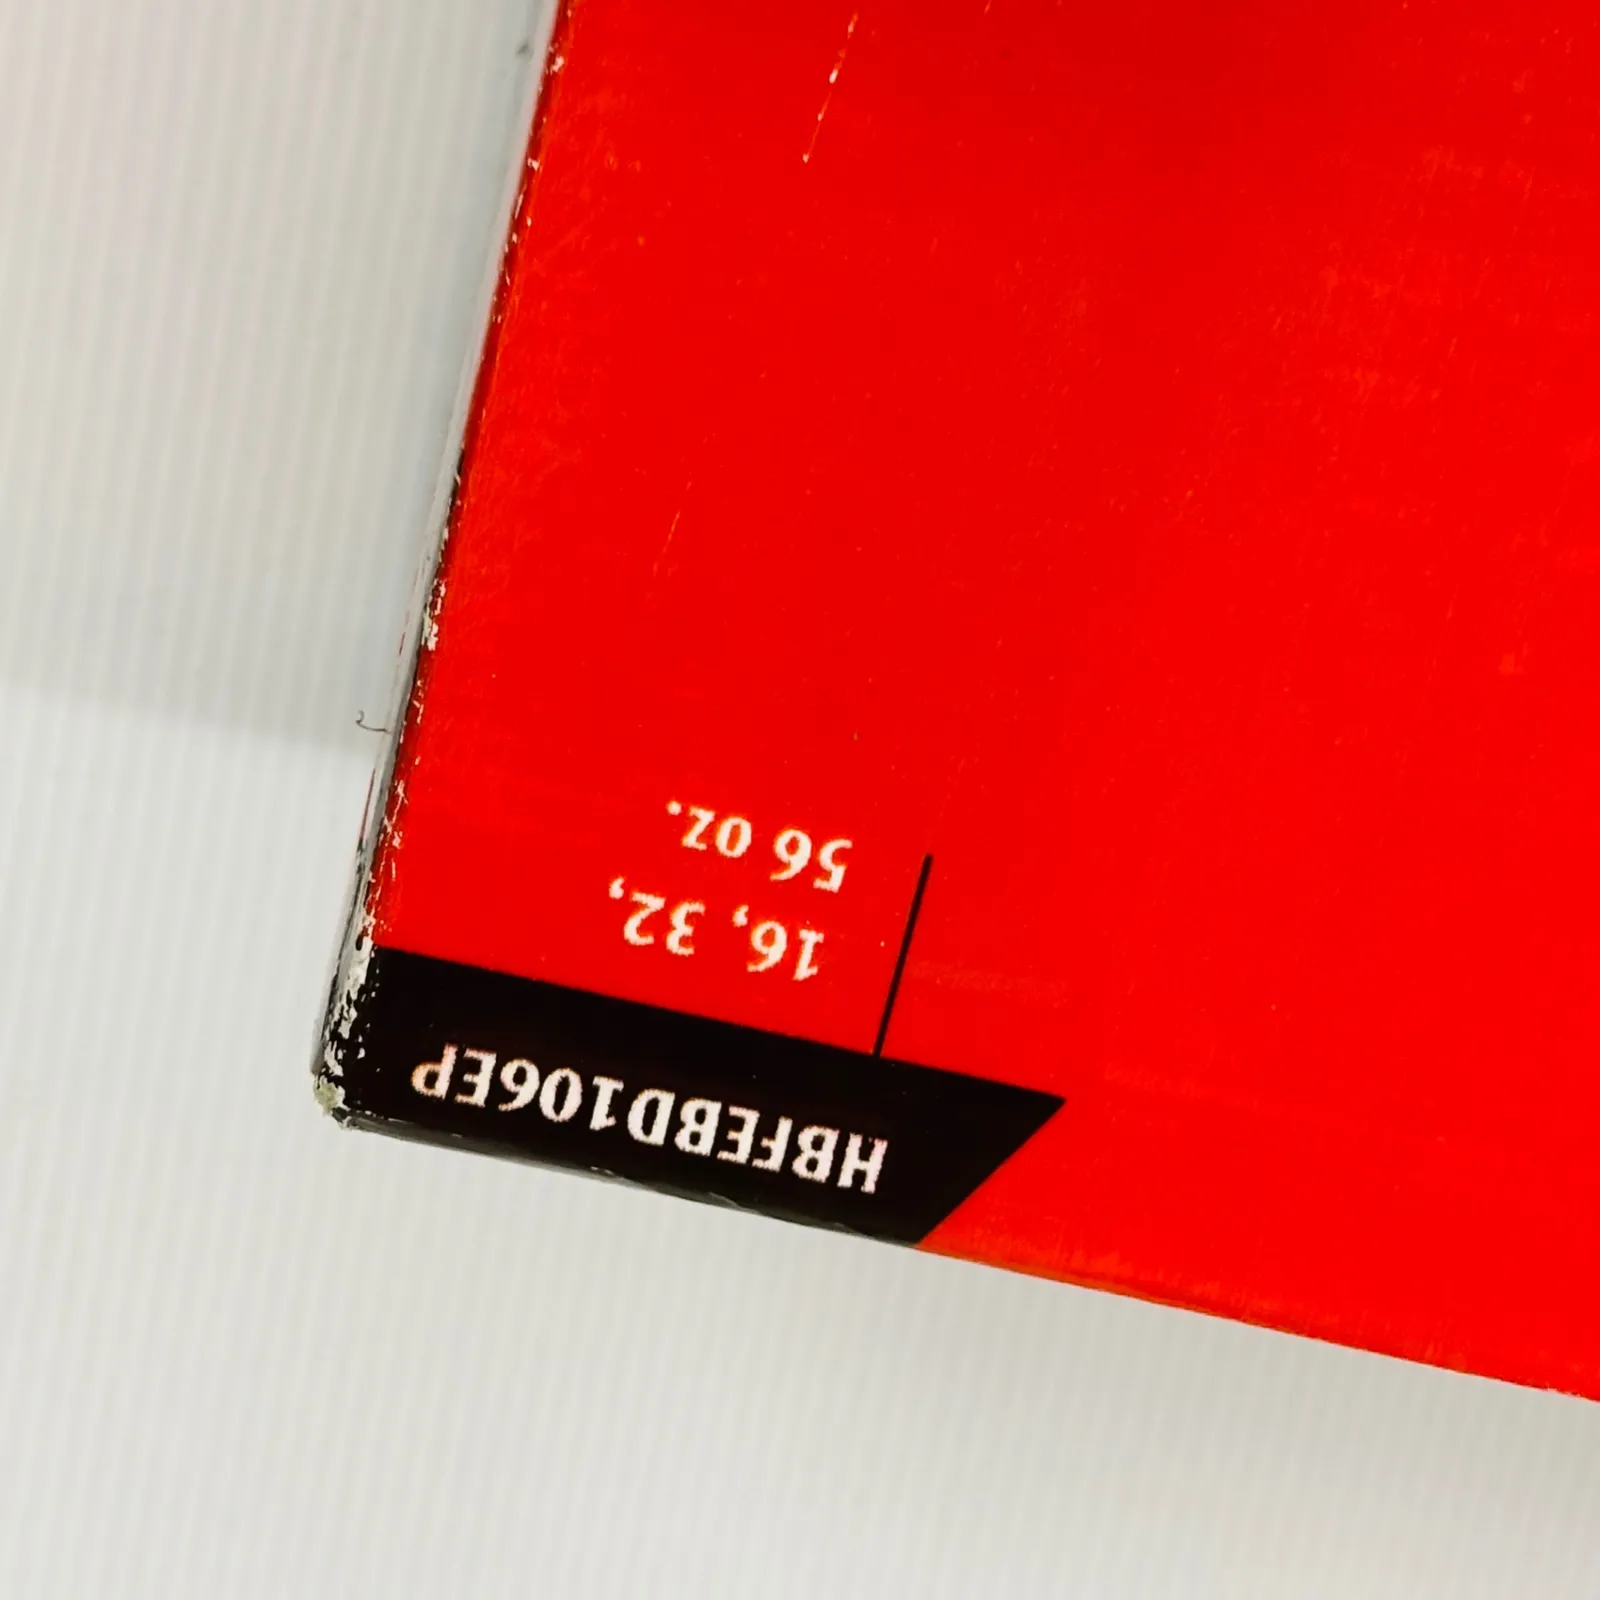 HBFEBD106EP
16, 32,
56 oz.